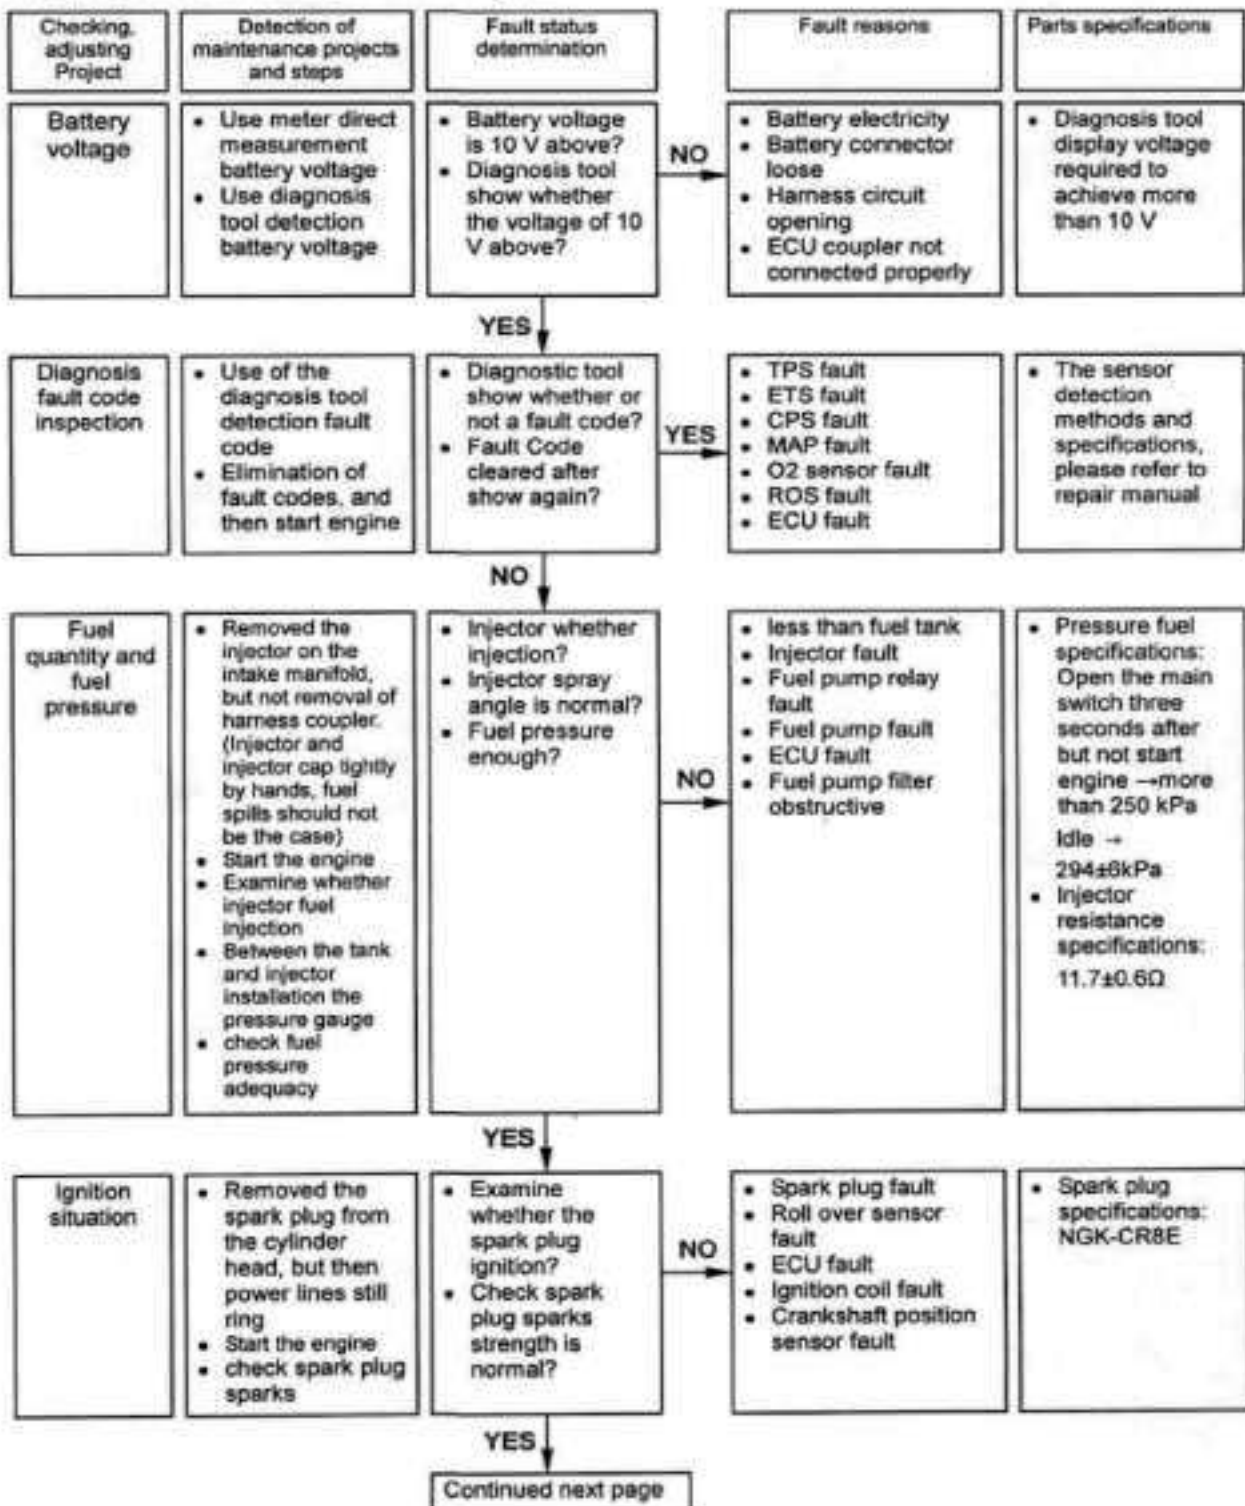 Checking,
adjusting
Project
Detection of
maintenance projects
and steps
Fault status
determination
Fault reasons
Parts specifications
Battery
voltage
• Use meter direct
measurement
battery voltage
• Use diagnosis
tool detection
battery voltage
• Battery voltage
is 10 V above?
• Diagnosis tool
show whether
the voltage of 10
V above?
NO
• Battery electricity
• Battery connector
loose
• Harness circuit
opening
• ECU coupler not
connected properly
• Diagnosis tool
display voltage
required to
achieve more
than 10 V
YES
Diagnosis
fault code
inspection
• Use of the
diagnosis tool
detection fault
code
• Elimination of
fault codes, and
then start engine
• Diagnostic tool
show whether or
not a fault code?
• Fault Code
cleared after
show again?
YES
• TPS fault
• ETS fault
• CPS fault
• MAP fault
• O2 sensor fault
• ROS fault
• ECU fault
• The sensor
detection
methods and
specifications,
please refer to
repair manual
NO
Fuel
quantity and
fuel
pressure
• Removed the
injector on the
intake manifold,
but not removal of
harness coupler.
(Injector and
injector cap tightly
by hands, fuel
spills should not
be the case)
• Start the engine
• Examine whether
injector fuel
injection
• Between the tank
and injector
installation the
pressure gauge
• check fuel
pressure
adequacy
• Injector whether
injection?
• Injector spray
angle is normal?
• Fuel pressure
enough?
NO
• less than fuel tank
• Injector fault
• Fuel pump relay
fault
• Fuel pump fault
• ECU fault
• Fuel pump filter
obstructive
• Pressure fuel
specifications:
Open the main
switch three
seconds after
but not start
engine →more
than 250 kPa
Idle →
294±6kPa
• Injector
resistance
specifications:
11.7±0.6Ω
YES
Ignition
situation
• Removed the
spark plug from
the cylinder
head, but then
power lines still
ring
• Start the engine
• check spark plug
sparks
• Examine
whether the
spark plug
ignition?
• Check spark
plug sparks
strength is
normal?
NO
• Spark plug fault
• Roll over sensor
fault
• ECU fault
• Ignition coil fault
• Crankshaft position
sensor fault
• Spark plug
specifications:
NGK-CR8E
YES
Continued next page